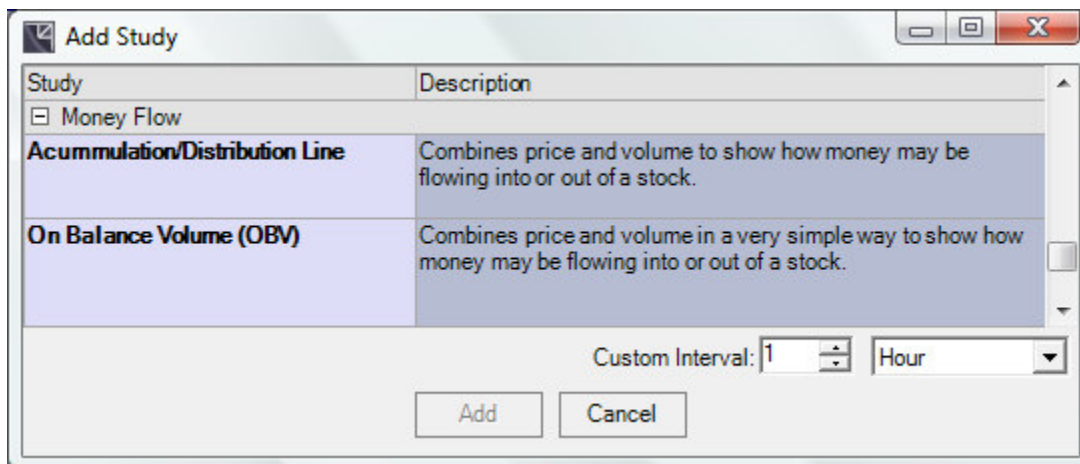 Add Study
Study Description
Money Flow
Acummulation/Distribution Line
Combines price and volume to show how money may be
flowing into or out of a stock.
On Balance Volume (OBV)
Combines price and volume in a very simple way to show how
money may be flowing into or out of a stock.
Custom Interval: 1 Hour
Add Cancel